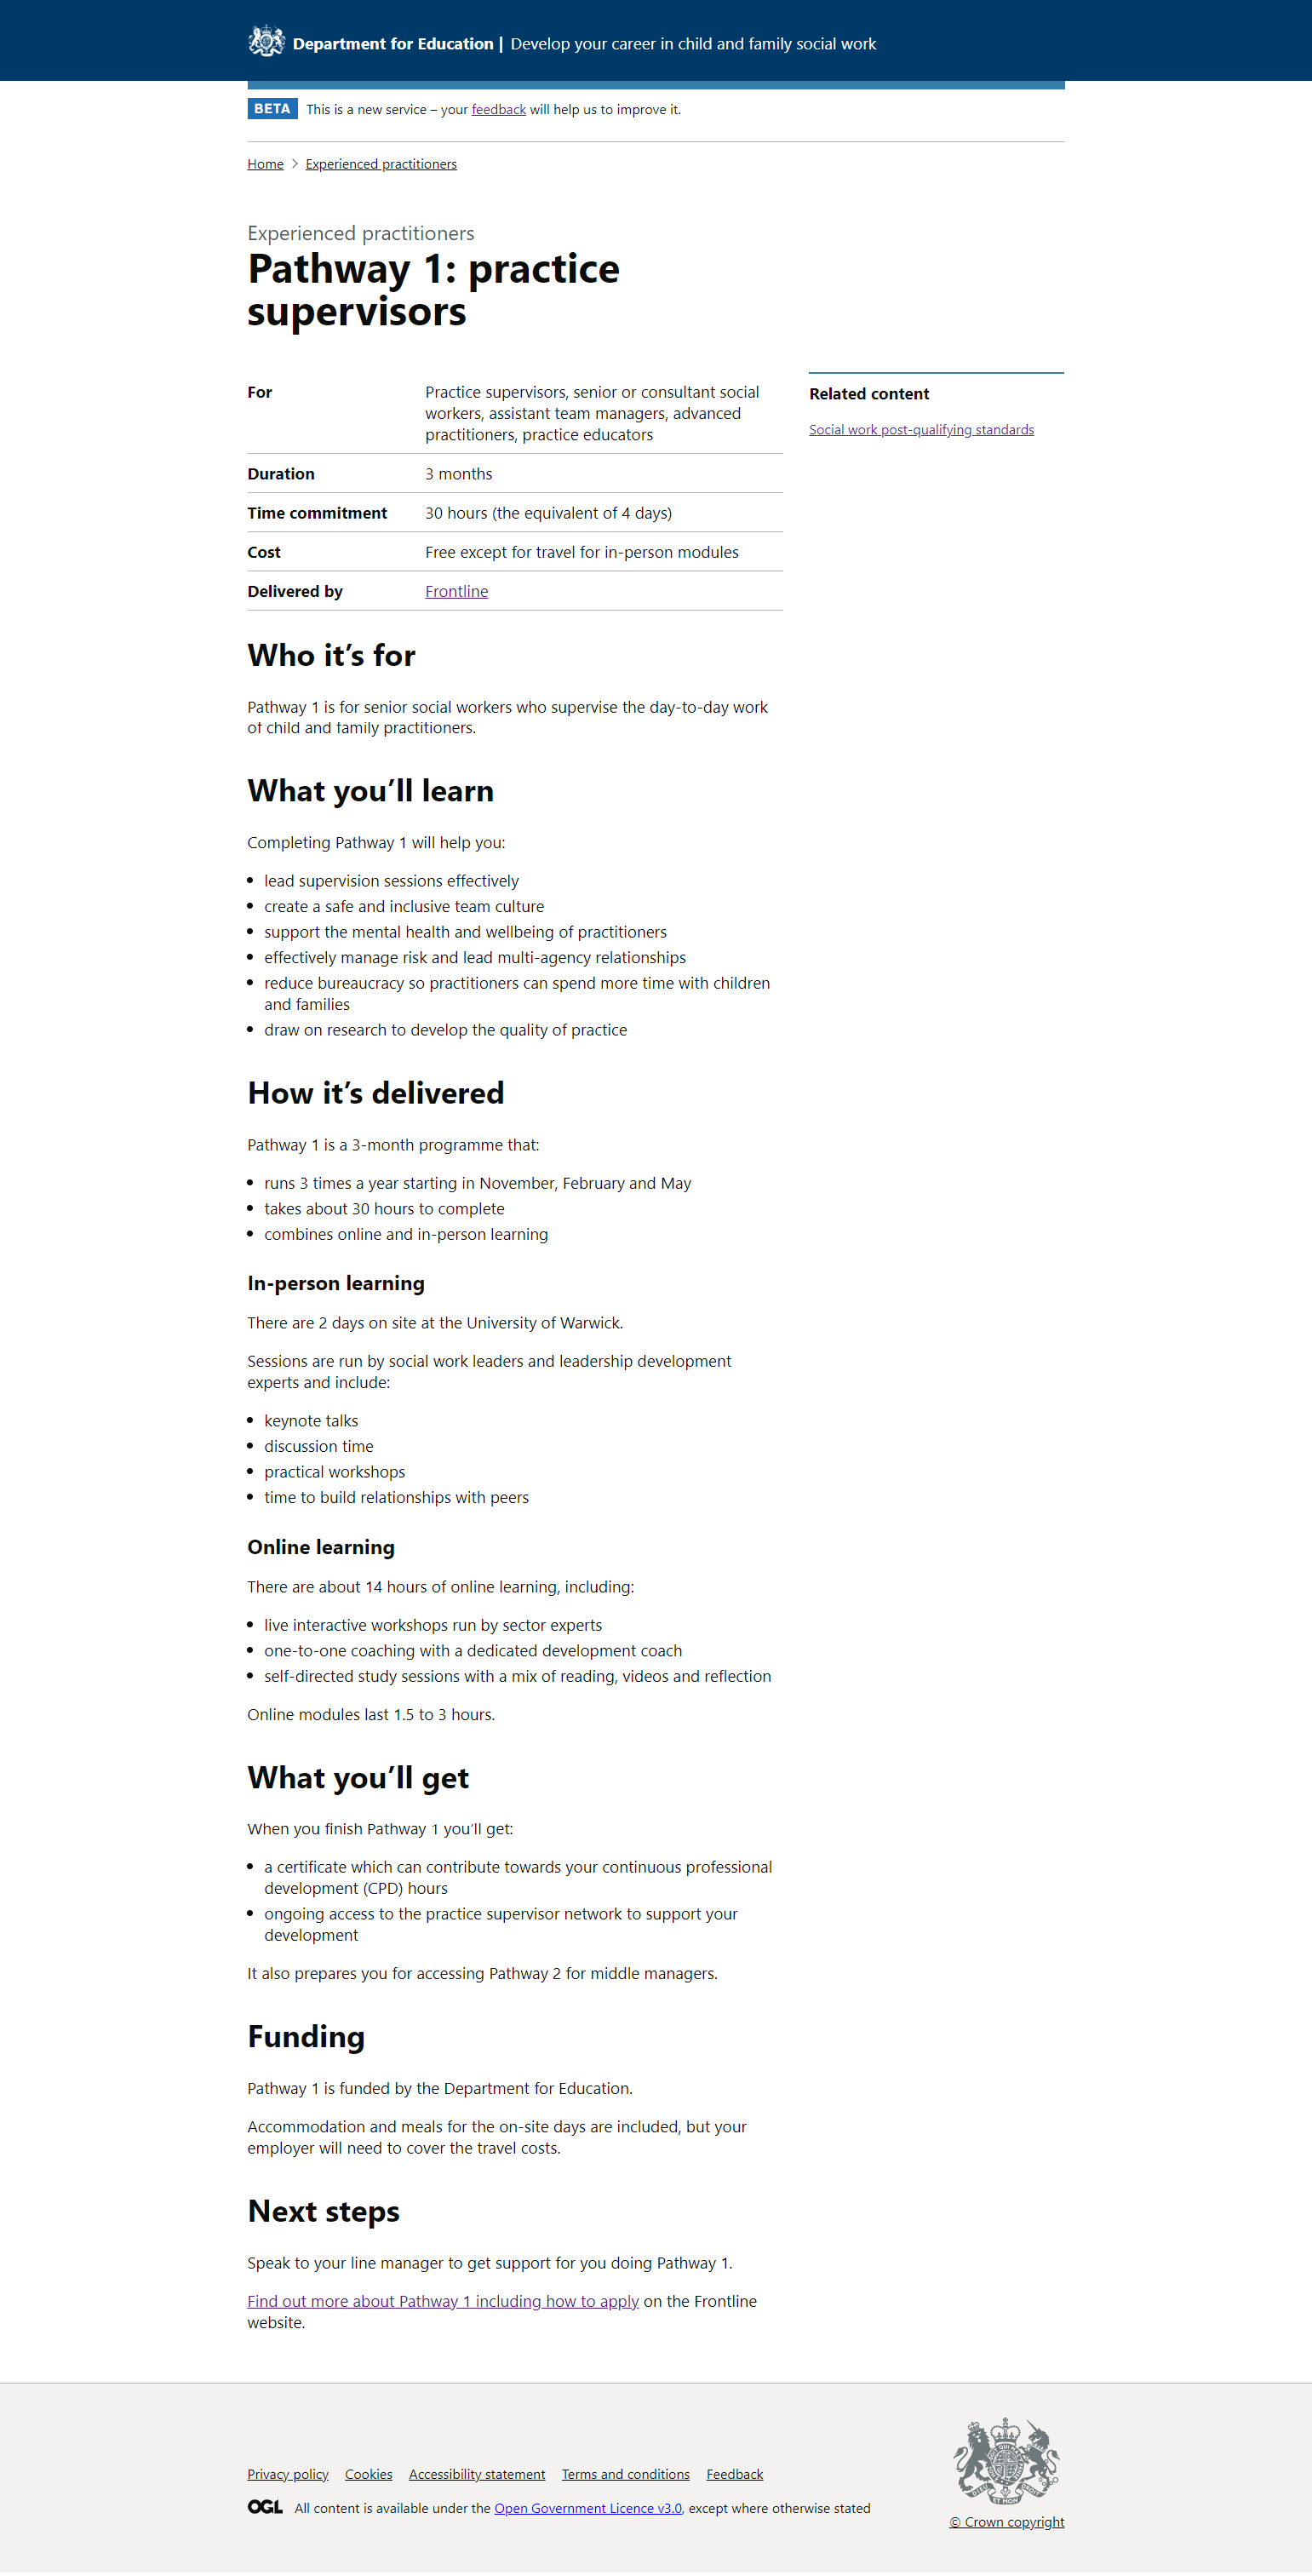 Department for Education | Develop your career in child and family social work
BETA This is a new service – your feedback will help us to improve it.
Home > Experienced practitioners
Experienced practitioners
Pathway 1: practice
supervisors
For Practice supervisors, senior or consultant social
workers, assistant team managers, advanced
practitioners, practice educators
Duration 3 months
Time commitment 30 hours (the equivalent of 4 days)
Cost Free except for travel for in-person modules
Delivered by Frontline
Related content
Social work post-qualifying standards
Who it’s for
Pathway 1 is for senior social workers who supervise the day-to-day work
of child and family practitioners.
What you’ll learn
Completing Pathway 1 will help you:
• lead supervision sessions effectively
• create a safe and inclusive team culture
• support the mental health and wellbeing of practitioners
• effectively manage risk and lead multi-agency relationships
• reduce bureaucracy so practitioners can spend more time with children
and families
• draw on research to develop the quality of practice
How it’s delivered
Pathway 1 is a 3-month programme that:
• runs 3 times a year starting in November, February and May
• takes about 30 hours to complete
• combines online and in-person learning
In-person learning
There are 2 days on site at the University of Warwick.
Sessions are run by social work leaders and leadership development
experts and include:
• keynote talks
• discussion time
• practical workshops
• time to build relationships with peers
Online learning
There are about 14 hours of online learning, including:
• live interactive workshops run by sector experts
• one-to-one coaching with a dedicated development coach
• self-directed study sessions with a mix of reading, videos and reflection
Online modules last 1.5 to 3 hours.
What you’ll get
When you finish Pathway 1 you’ll get:
• a certificate which can contribute towards your continuous professional
development (CPD) hours
• ongoing access to the practice supervisor network to support your
development
It also prepares you for accessing Pathway 2 for middle managers.
Funding
Pathway 1 is funded by the Department for Education.
Accommodation and meals for the on-site days are included, but your
employer will need to cover the travel costs.
Next steps
Speak to your line manager to get support for you doing Pathway 1.
Find out more about Pathway 1 including how to apply on the Frontline
website.
Privacy policy Cookies Accessibility statement Terms and conditions Feedback
OGL All content is available under the Open Government Licence v3.0, except where otherwise stated
© Crown copyright